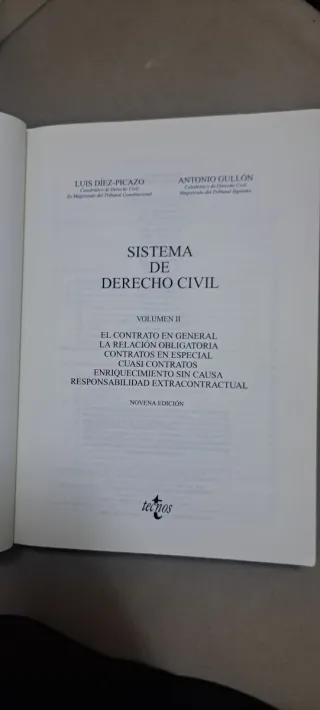 LUIS DÍEZ-PICAZO
Catedrático de Derecho Civil
Ex Magistrado del Tribunal Constitucional
ANTONIO GULLÓN
Catedrático de Derecho Civil
Magistrado del Tribunal Supremo
SISTEMA
DE
DERECHO CIVIL
VOLUMEN II
EL CONTRATO EN GENERAL
LA RELACIÓN OBLIGATORIA
CONTRATOS EN ESPECIAL
CUASI CONTRATOS
ENRIQUECIMIENTO SIN CAUSA
RESPONSABILIDAD EXTRACONTRACTUAL
NOVENA EDICIÓN
tecnos